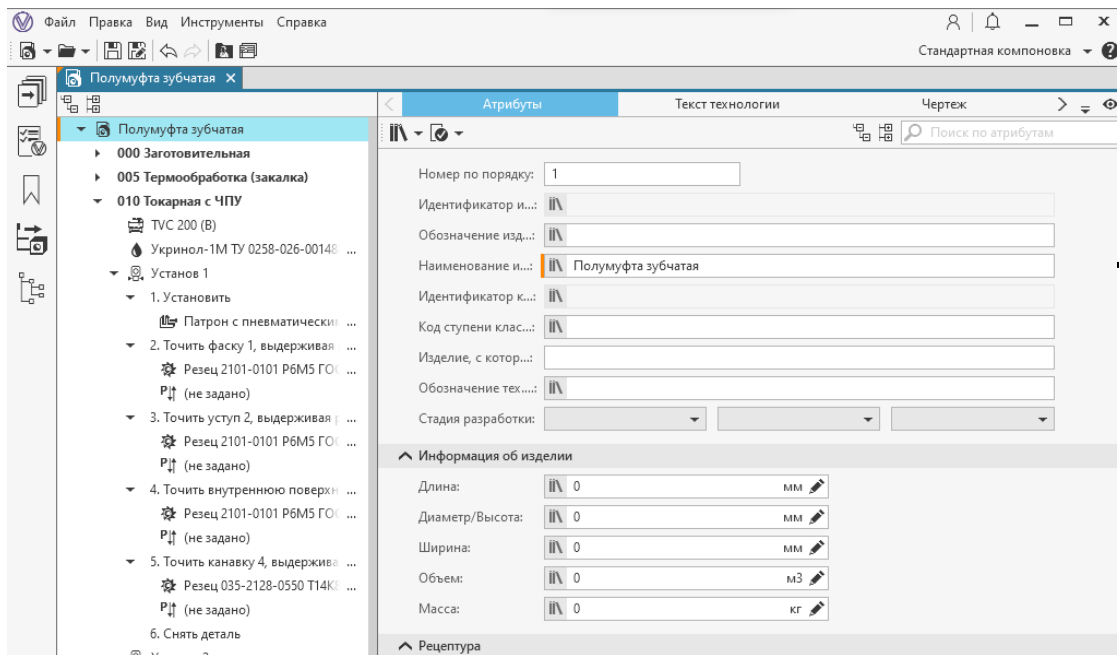 Файл Правка Вид Инструменты Справка
Стандартная компоновка
Полумуфта зубчатая
Атрибуты Текст технологии Чертеж
Полумуфта зубчатая
Поиск по атрибутам
000 Заготовительная
005 Термообработка (закалка)
010 Токарная с ЧПУ
TVC 200 (B)
Укринол-1М ТУ 0258-026-00148 ...
Установ 1
1. Установить
Патрон с пневматически ...
2. Точить фаску 1, выдерживая ...
Резец 2101-0101 Р6М5 ГО ...
(не задано)
3. Точить уступ 2, выдерживая ...
Резец 2101-0101 Р6М5 ГО ...
(не задано)
4. Точить внутреннюю поверхн ...
Резец 2101-0101 Р6М5 ГО ...
(не задано)
5. Точить канавку 4, выдержива ...
Резец 035-2128-0550 Т14К ...
(не задано)
6. Снять деталь
Номер по порядку: 1
Идентификатор и...:
Обозначение изд...:
Наименование и...: Полумуфта зубчатая
Идентификатор к...:
Код ступени клас...:
Изделие, с котор...:
Обозначение тех....:
Стадия разработки:
Информация об изделии
Длина: 0 мм
Диаметр/Высота: 0 мм
Ширина: 0 мм
Объем: 0 м3
Масса: 0 кг
Рецептура